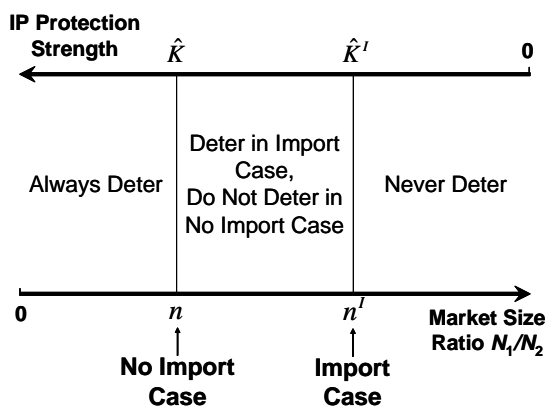 IP Protection
Strength
K̂
K̂ᴵ
0
Always Deter
Deter in Import
Case,
Do Not Deter in
No Import Case
Never Deter
0
n
nᴵ
Market Size
Ratio N₁/N₂
No Import
Case
Import
Case